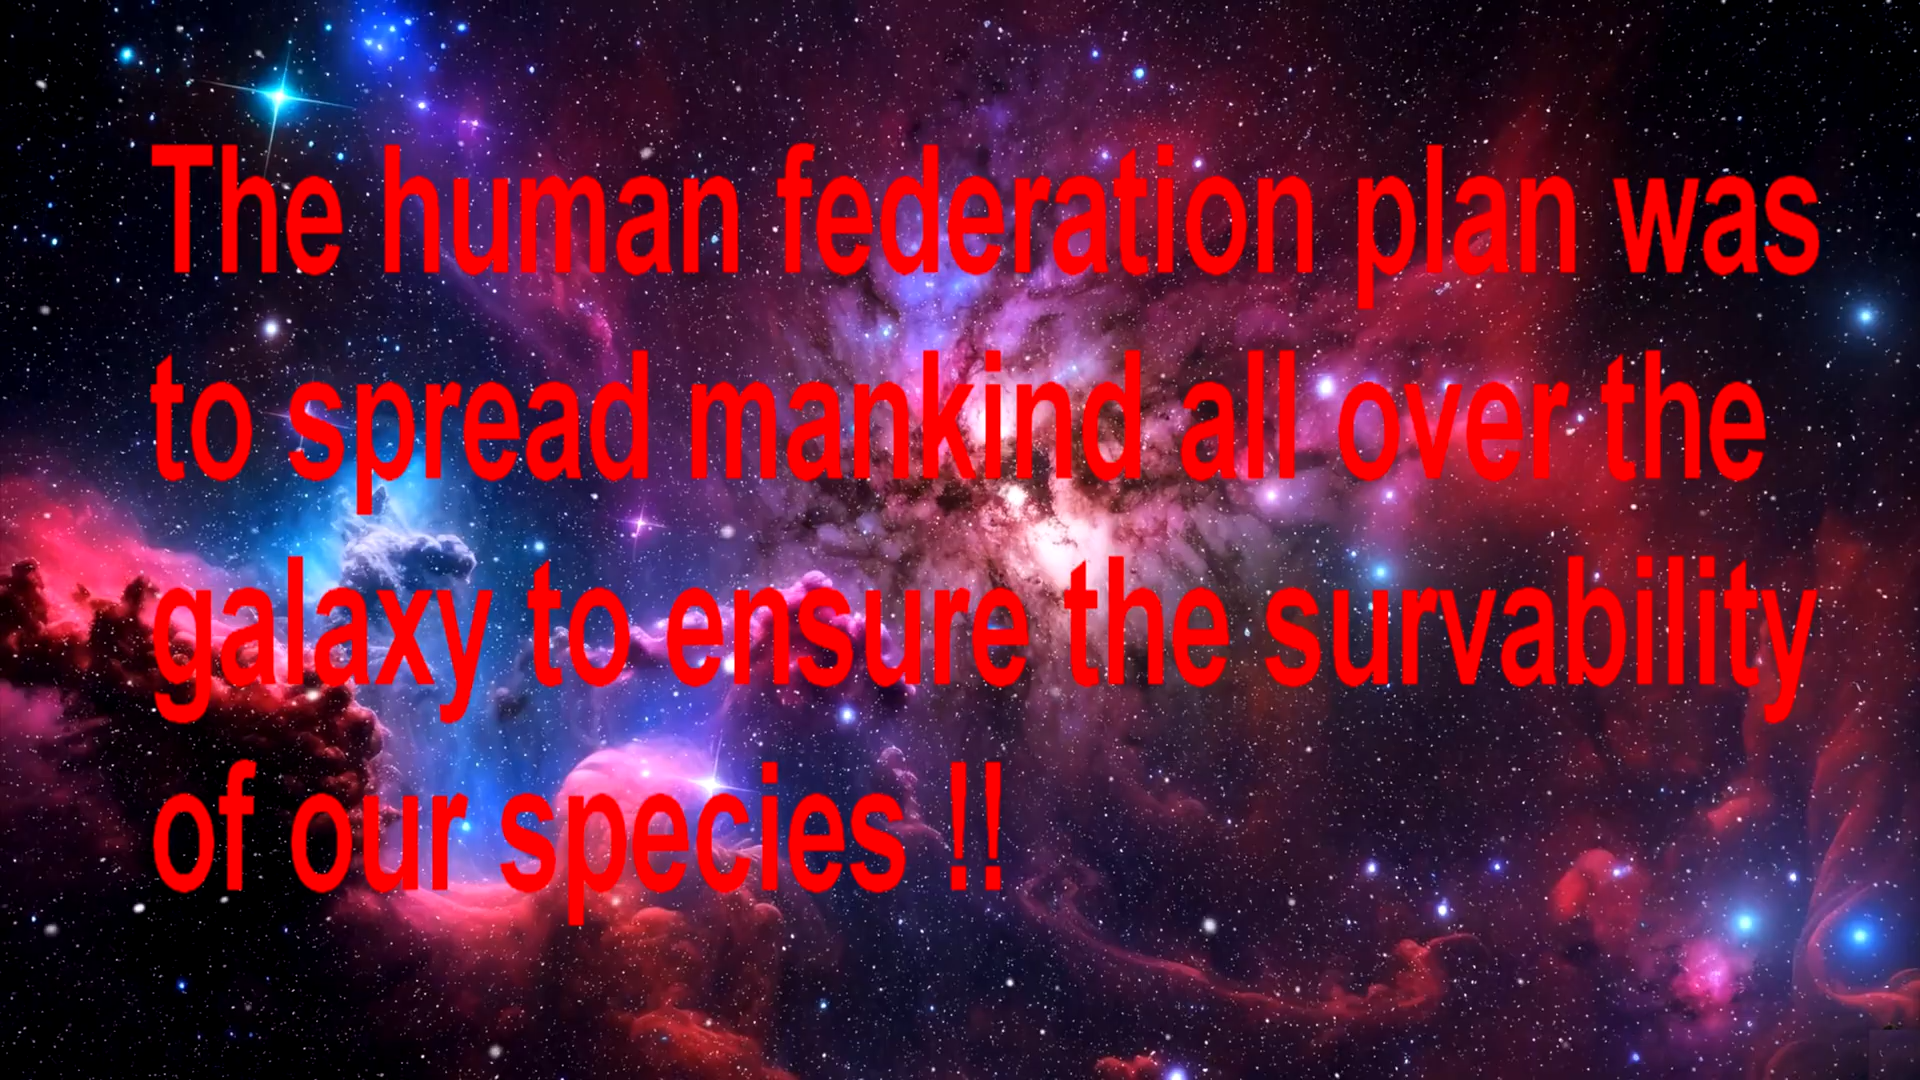 The human federation plan was
to spread mankind all over the
galaxy to ensure the survability
of our species !!